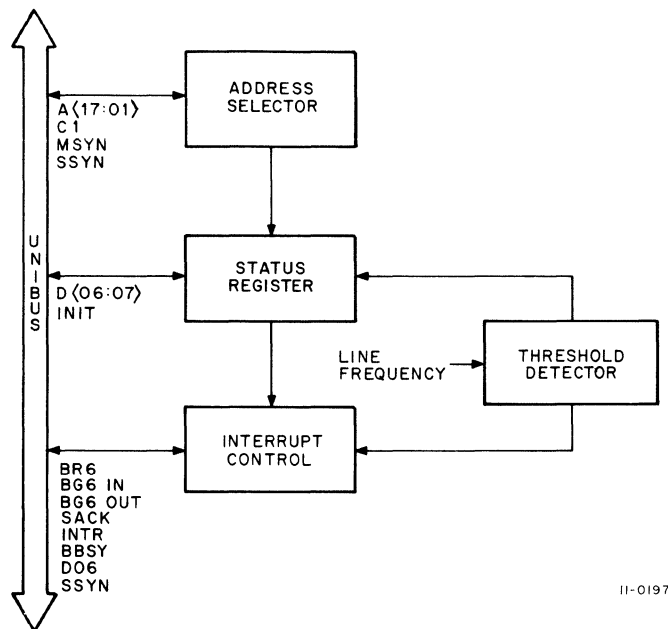 ADDRESS
SELECTOR
A⟨17:01⟩
C1
MSYN
SSYN
UNIBUS
STATUS
REGISTER
D⟨06:07⟩
INIT
LINE
FREQUENCY
THRESHOLD
DETECTOR
INTERRUPT
CONTROL
BR6
BG6 IN
BG6 OUT
SACK
INTR
BBSY
D06
SSYN
11-0197